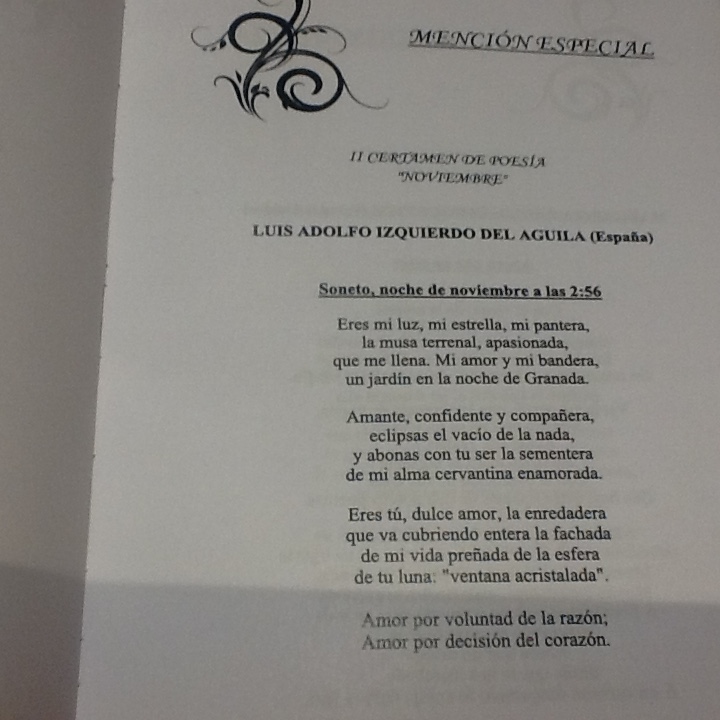 MENCIÓN ESPECIAL
II CERTAMEN DE POESÍA
"NOVIEMBRE"
LUIS ADOLFO IZQUIERDO DEL AGUILA (España)
Soneto, noche de noviembre a las 2:56
Eres mi luz, mi estrella, mi pantera,
la musa terrenal, apasionada,
que me llena. Mi amor y mi bandera,
un jardín en la noche de Granada.
Amante, confidente y compañera,
eclipsas el vacío de la nada,
y abonas con tu ser la sementera
de mi alma cervantina enamorada.
Eres tú, dulce amor, la enredadera
que va cubriendo entera la fachada
de mi vida preñada de la esfera
de tu luna: "ventana acristalada".
Amor por voluntad de la razón;
Amor por decisión del corazón.